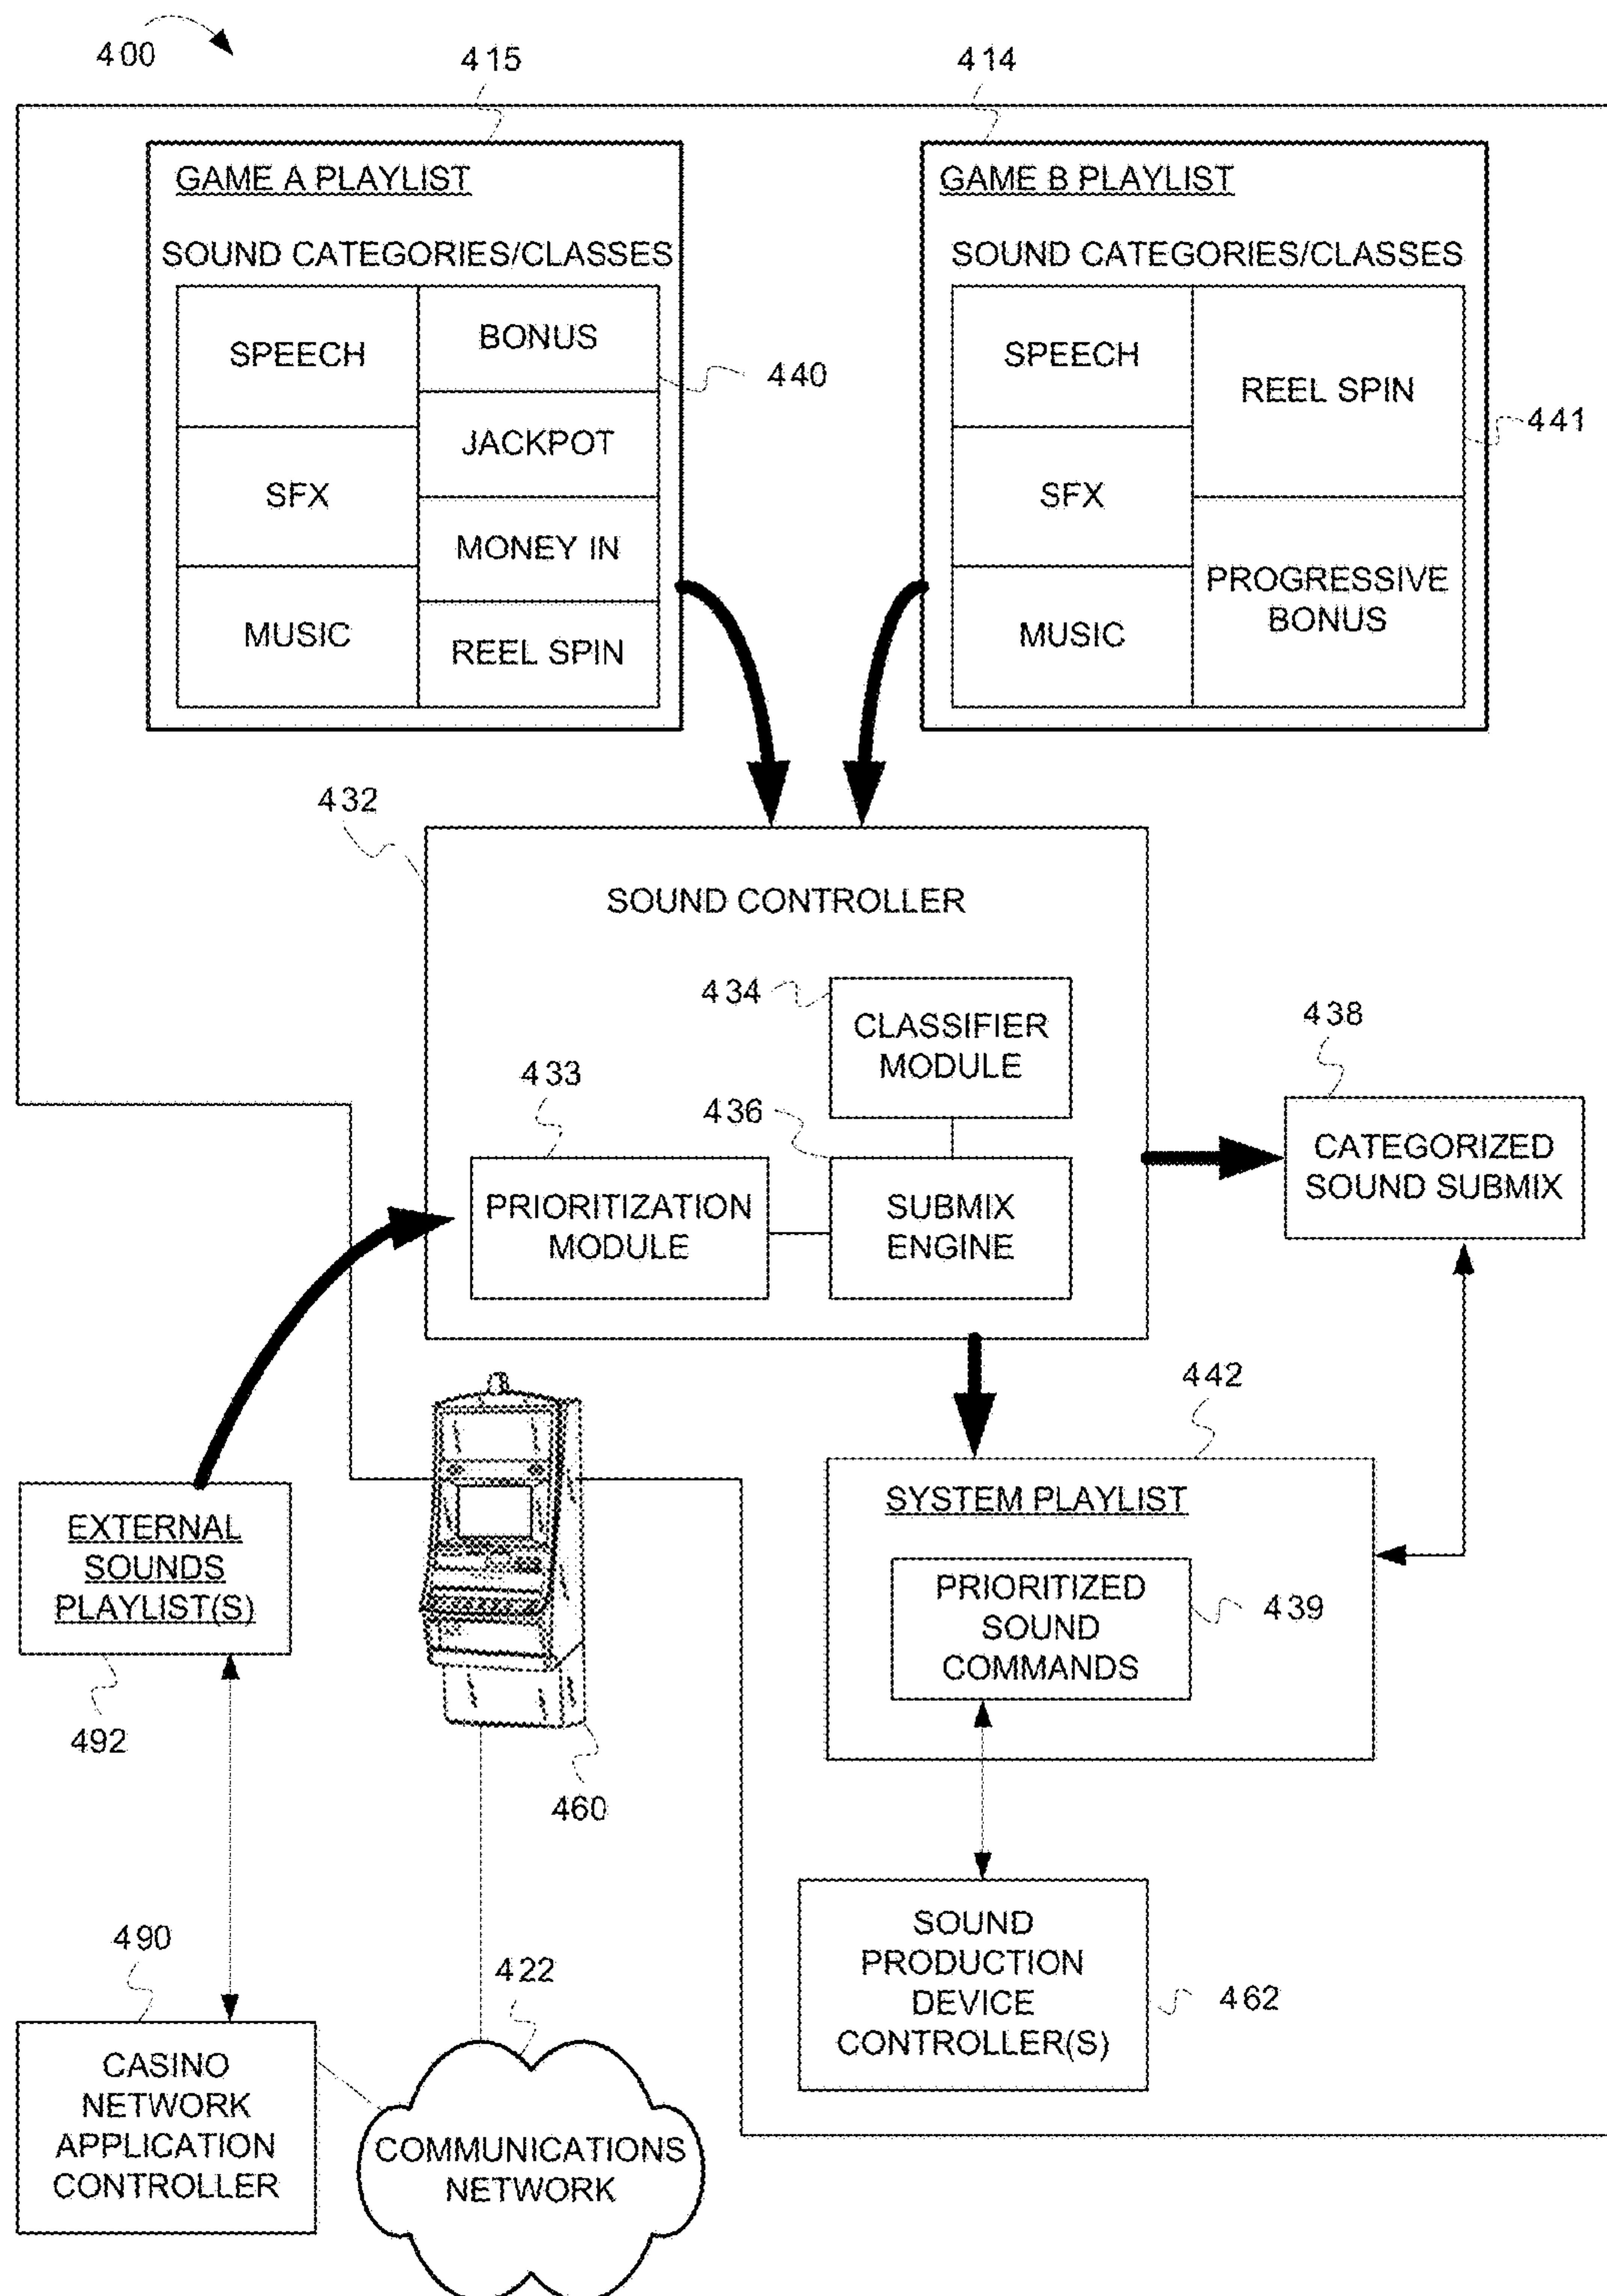 400
415
414
GAME A PLAYLIST
SOUND CATEGORIES/CLASSES
SPEECH
SFX
MUSIC
BONUS
JACKPOT
MONEY IN
REEL SPIN
440
GAME B PLAYLIST
SOUND CATEGORIES/CLASSES
SPEECH
SFX
MUSIC
REEL SPIN
PROGRESSIVE
BONUS
441
432
SOUND CONTROLLER
434
CLASSIFIER
MODULE
433
PRIORITIZATION
MODULE
436
SUBMIX
ENGINE
438
CATEGORIZED
SOUND SUBMIX
442
SYSTEM PLAYLIST
PRIORITIZED
SOUND
COMMANDS
439
EXTERNAL
SOUNDS
PLAYLIST(S)
492
460
490
CASINO
NETWORK
APPLICATION
CONTROLLER
422
COMMUNICATIONS
NETWORK
SOUND
PRODUCTION
DEVICE
CONTROLLER(S)
462